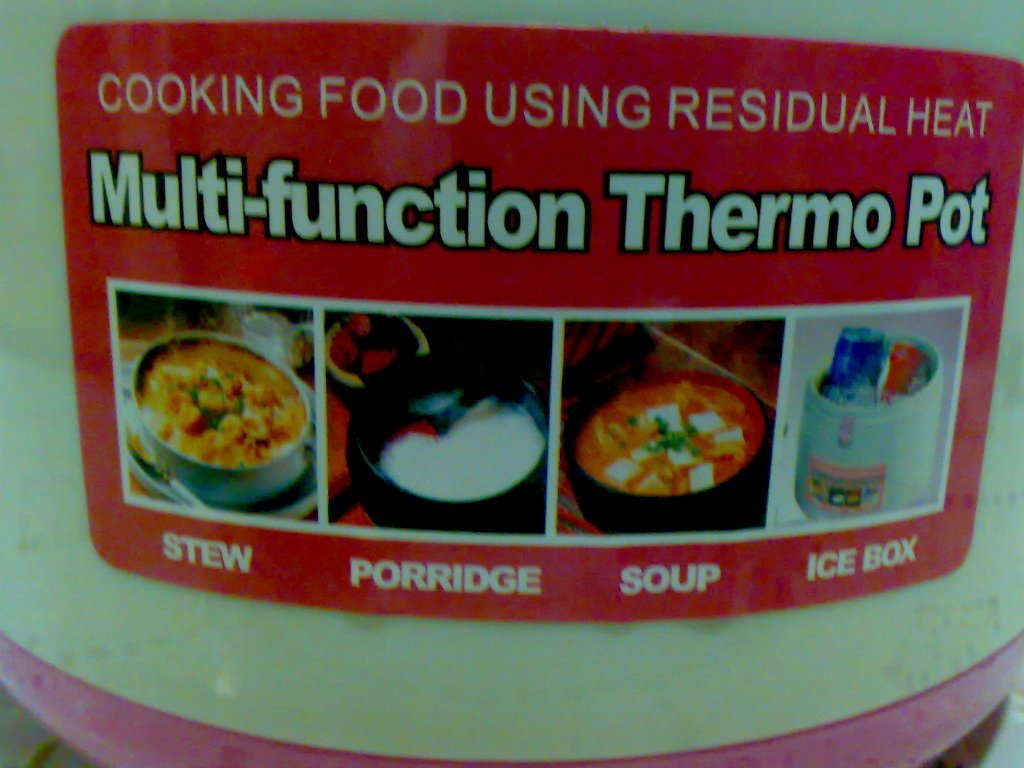 COOKING FOOD USING RESIDUAL HEAT
Multi-function Thermo Pot
STEW PORRIDGE SOUP ICE BOX